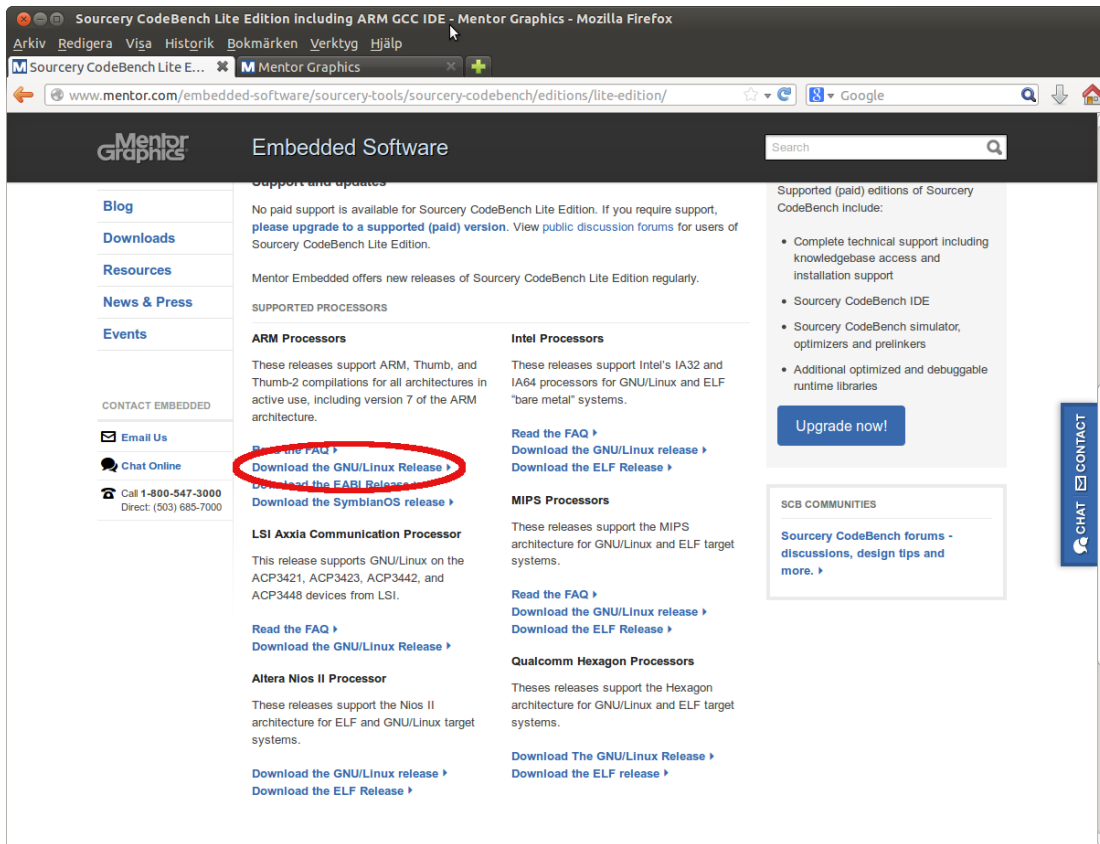 Sourcery CodeBench Lite Edition including ARM GCC IDE - Mentor Graphics - Mozilla Firefox
Arkiv Redigera Visa Historik Bokmärken Verktyg Hjälp
Sourcery CodeBench Lite E...
Mentor Graphics
www.mentor.com/embedded-software/sourcery-tools/sourcery-codebench/editions/lite-edition/
Google
Mentor
Graphics
Embedded Software
Search
Blog
Downloads
Resources
News & Press
Events
CONTACT EMBEDDED
Email Us
Chat Online
Call 1-800-547-3000
Direct: (503) 685-7000
Support and updates
No paid support is available for Sourcery CodeBench Lite Edition. If you require support,
please upgrade to a supported (paid) version. View public discussion forums for users of
Sourcery CodeBench Lite Edition.
Mentor Embedded offers new releases of Sourcery CodeBench Lite Edition regularly.
SUPPORTED PROCESSORS
ARM Processors
These releases support ARM, Thumb, and
Thumb-2 compilations for all architectures in
active use, including version 7 of the ARM
architecture.
Read the FAQ
Download the GNU/Linux Release
Download the EABI Release
Download the SymbianOS release
LSI Axxia Communication Processor
This release supports GNU/Linux on the
ACP3421, ACP3423, ACP3442, and
ACP3448 devices from LSI.
Read the FAQ
Download the GNU/Linux Release
Altera Nios II Processor
These releases support the Nios II
architecture for ELF and GNU/Linux target
systems.
Download the GNU/Linux release
Download the ELF Release
Intel Processors
These releases support Intel's IA32 and
IA64 processors for GNU/Linux and ELF
"bare metal" systems.
Read the FAQ
Download the GNU/Linux release
Download the ELF Release
MIPS Processors
These releases support the MIPS
architecture for GNU/Linux and ELF target
systems.
Read the FAQ
Download the GNU/Linux release
Download the ELF Release
Qualcomm Hexagon Processors
Theses releases support the Hexagon
architecture for GNU/Linux and ELF target
systems.
Download The GNU/Linux Release
Download the ELF release
Supported (paid) editions of Sourcery
CodeBench include:
• Complete technical support including
knowledgebase access and
installation support
• Sourcery CodeBench IDE
• Sourcery CodeBench simulator,
optimizers and prelinkers
• Additional optimized and debuggable
runtime libraries
Upgrade now!
SCB COMMUNITIES
Sourcery CodeBench forums -
discussions, design tips and
more.
CHAT CONTACT